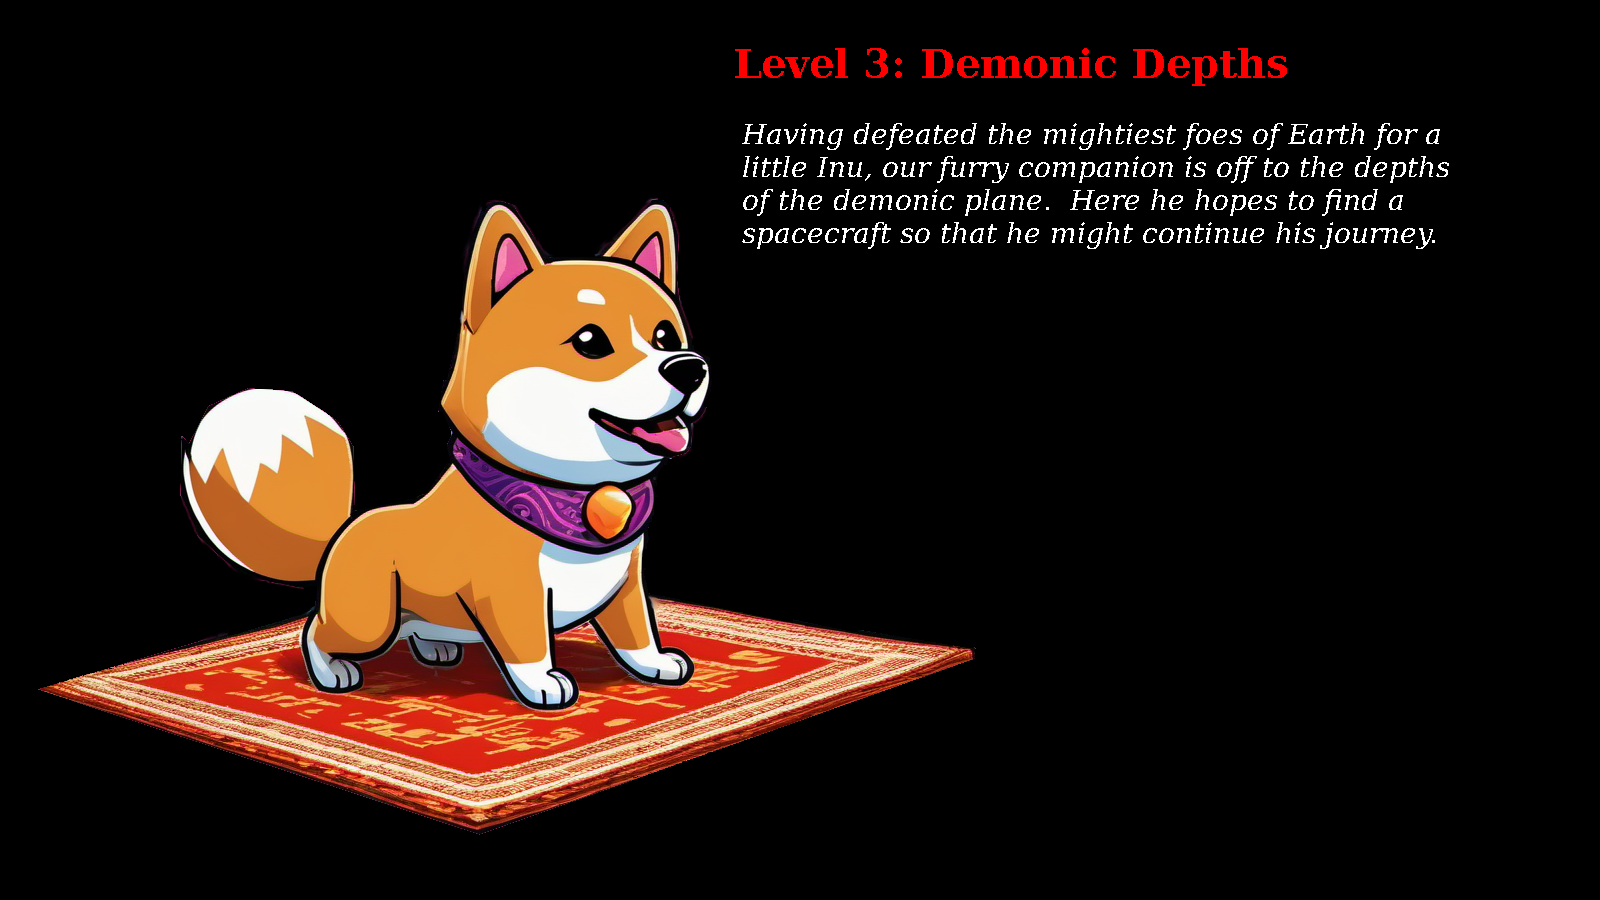 Level 3: Demonic Depths
Having defeated the mightiest foes of Earth for a
little Inu, our furry companion is off to the depths
of the demonic plane.  Here he hopes to find a
spacecraft so that he might continue his journey.